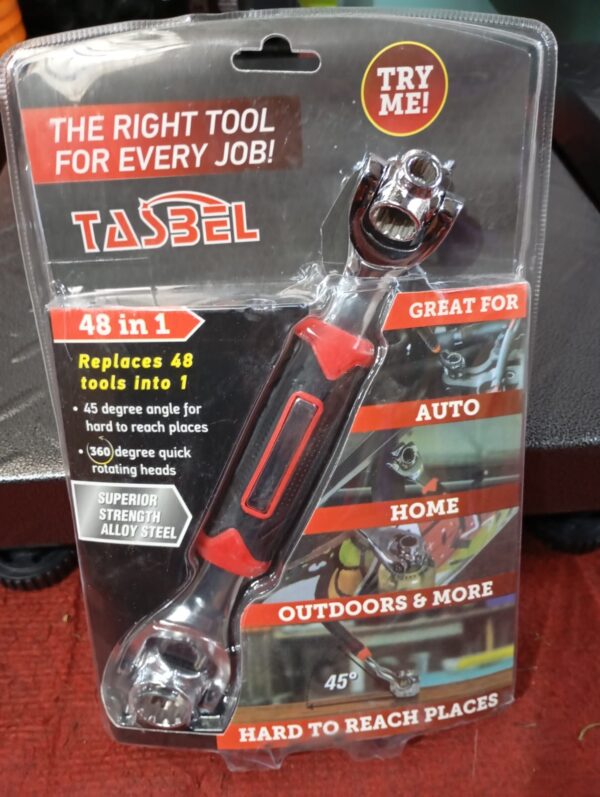 TRY
ME!
THE RIGHT TOOL
FOR EVERY JOB!
TASBEL
48 in 1
Replaces 48
tools into 1
• 45 degree angle for
hard to reach places
• 360 degree quick
rotating heads
SUPERIOR
STRENGTH
ALLOY STEEL
GREAT FOR
AUTO
HOME
OUTDOORS & MORE
45°
HARD TO REACH PLACES